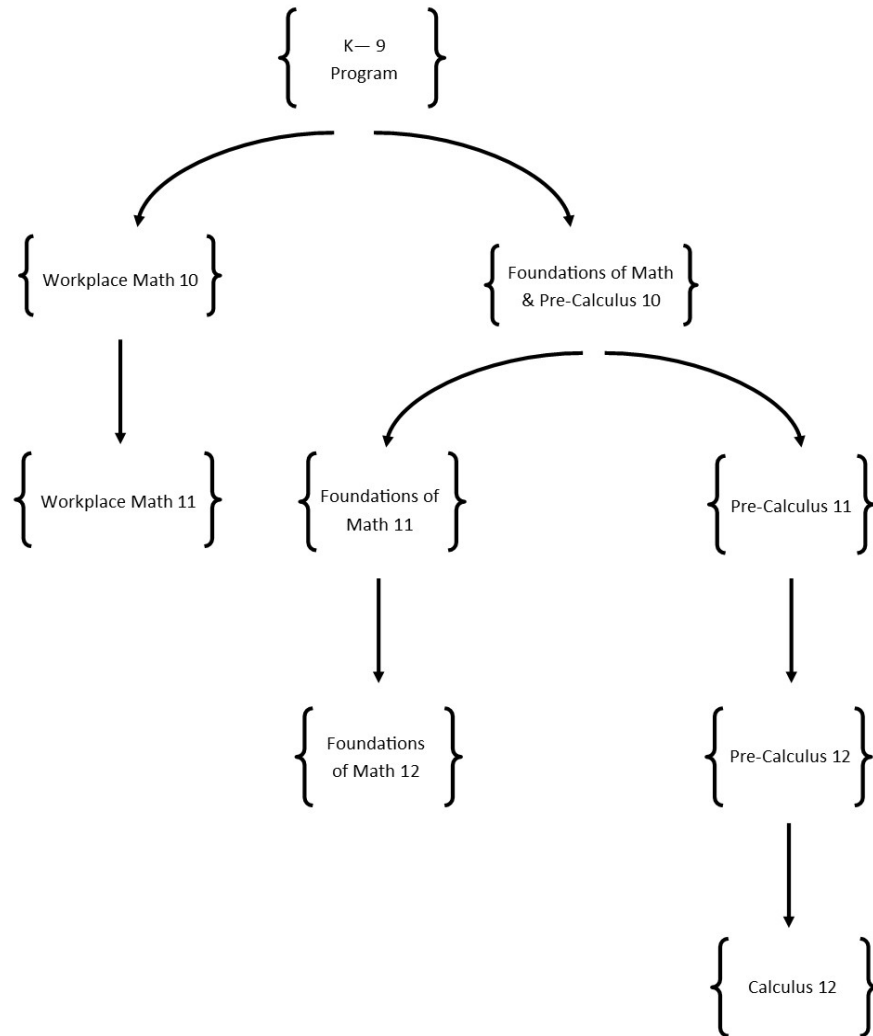 K— 9
Program
Workplace Math 10
Foundations of Math
& Pre-Calculus 10
Workplace Math 11
Foundations of
Math 11
Pre-Calculus 11
Foundations
of Math 12
Pre-Calculus 12
Calculus 12